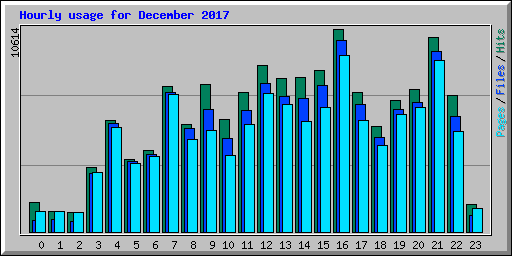 Hourly usage for December 2017
10614
Pages / Files / Hits
0 1 2 3 4 5 6 7 8 9 10 11 12 13 14 15 16 17 18 19 20 21 22 23